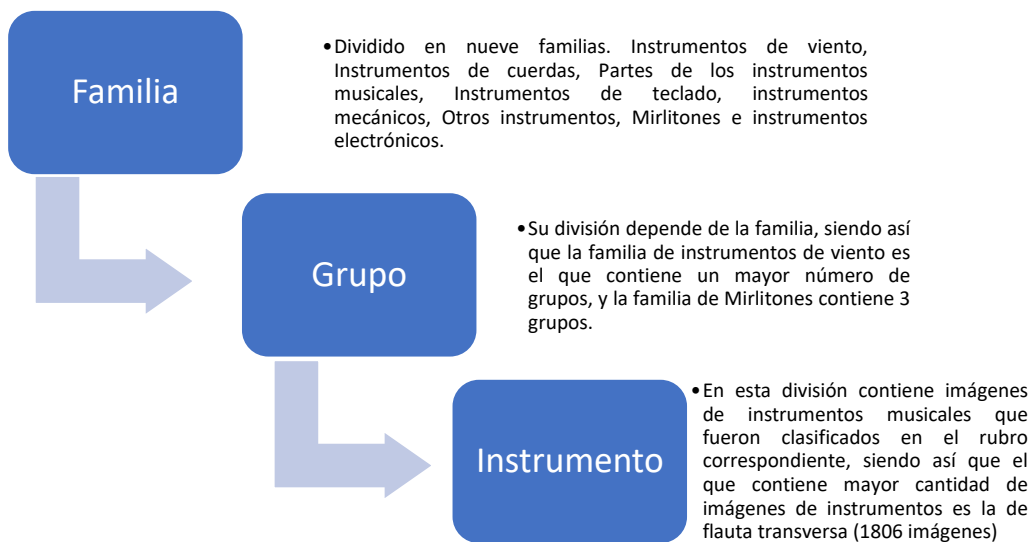 Familia
•Dividido en nueve familias. Instrumentos de viento,
Instrumentos de cuerdas, Partes de los instrumentos
musicales, Instrumentos de teclado, instrumentos
mecánicos, Otros instrumentos, Mirlitones e instrumentos
electrónicos.
Grupo
•Su división depende de la familia, siendo así
que la familia de instrumentos de viento es
el que contiene un mayor número de
grupos, y la familia de Mirlitones contiene 3
grupos.
Instrumento
•En esta división contiene imágenes
de instrumentos musicales que
fueron clasificados en el rubro
correspondiente, siendo así que el
que contiene mayor cantidad de
imágenes de instrumentos es la de
flauta transversa (1806 imágenes)